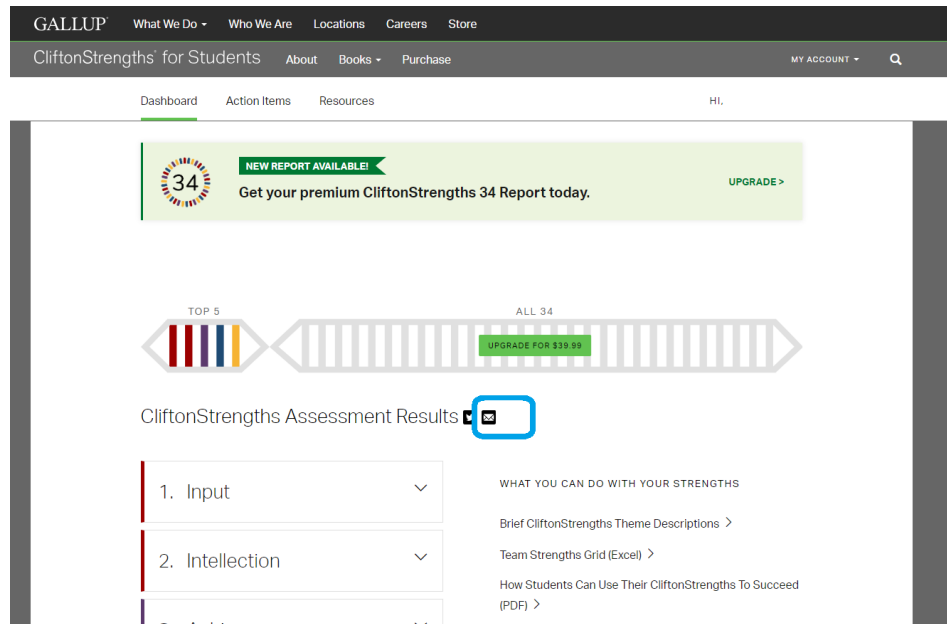 GALLUP® What We Do Who We Are Locations Careers Store
CliftonStrengths® for Students About Books Purchase MY ACCOUNT
Dashboard Action Items Resources HI,
34
NEW REPORT AVAILABLE!
Get your premium CliftonStrengths 34 Report today.
UPGRADE >
TOP 5 ALL 34
UPGRADE FOR $39.99
CliftonStrengths Assessment Results
1. Input
2. Intellection
WHAT YOU CAN DO WITH YOUR STRENGTHS
Brief CliftonStrengths Theme Descriptions >
Team Strengths Grid (Excel) >
How Students Can Use Their CliftonStrengths To Succeed
(PDF) >